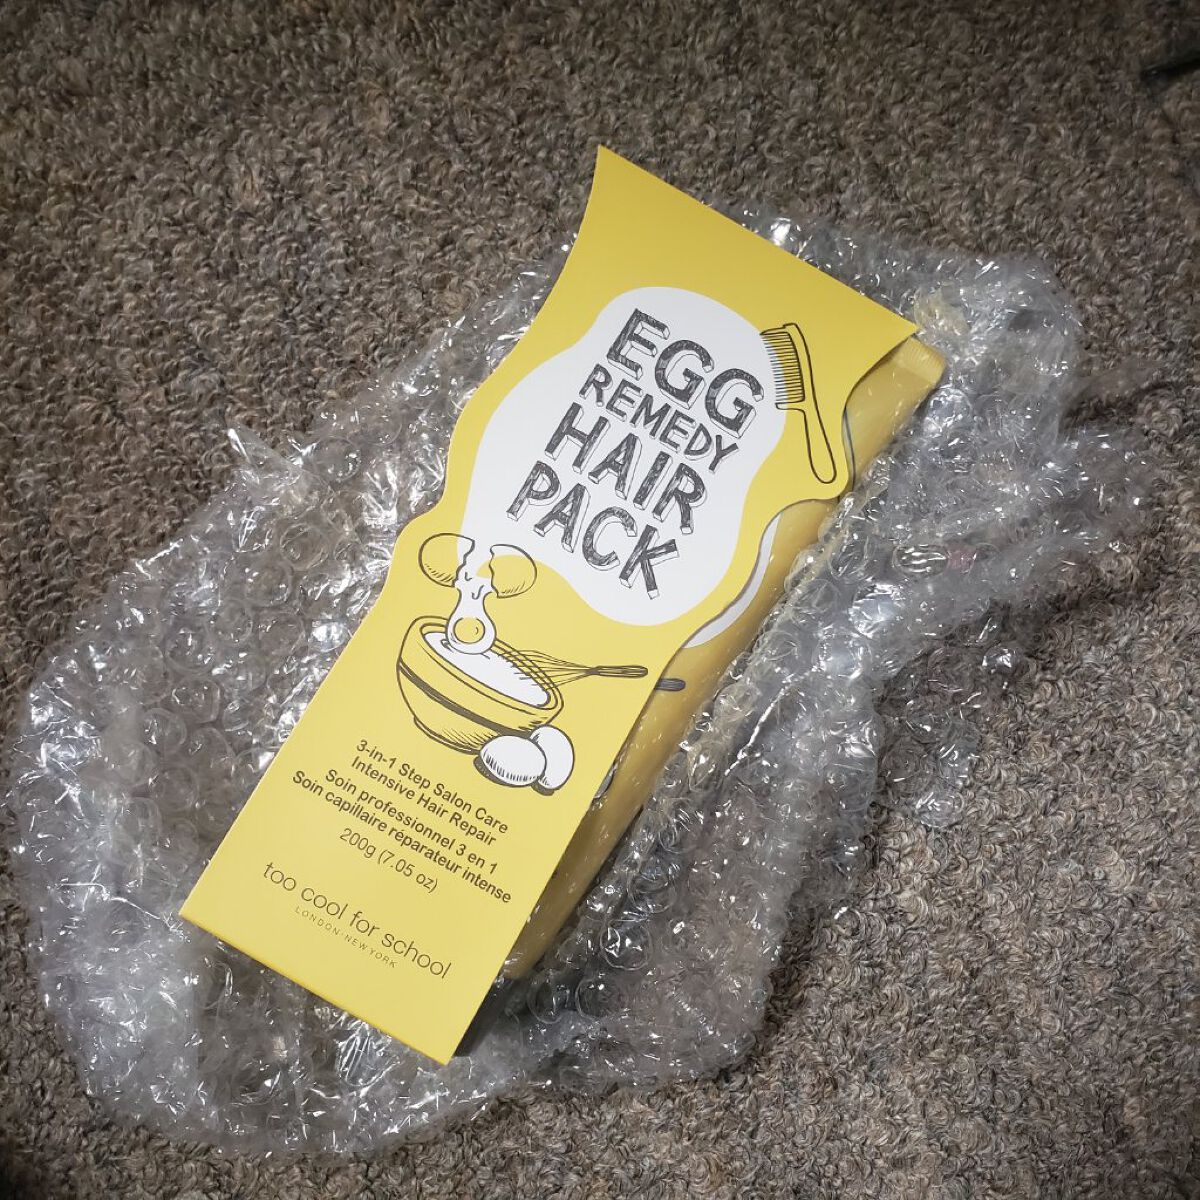 EGG
REMEDY
HAIR
PACK
3-in-1 Step Salon Care
Intensive Hair Repair
Soin professionnel 3 en 1
Soin capillaire réparateur intense
200g (7.05 oz)
too cool for school
LONDON·NEW YORK